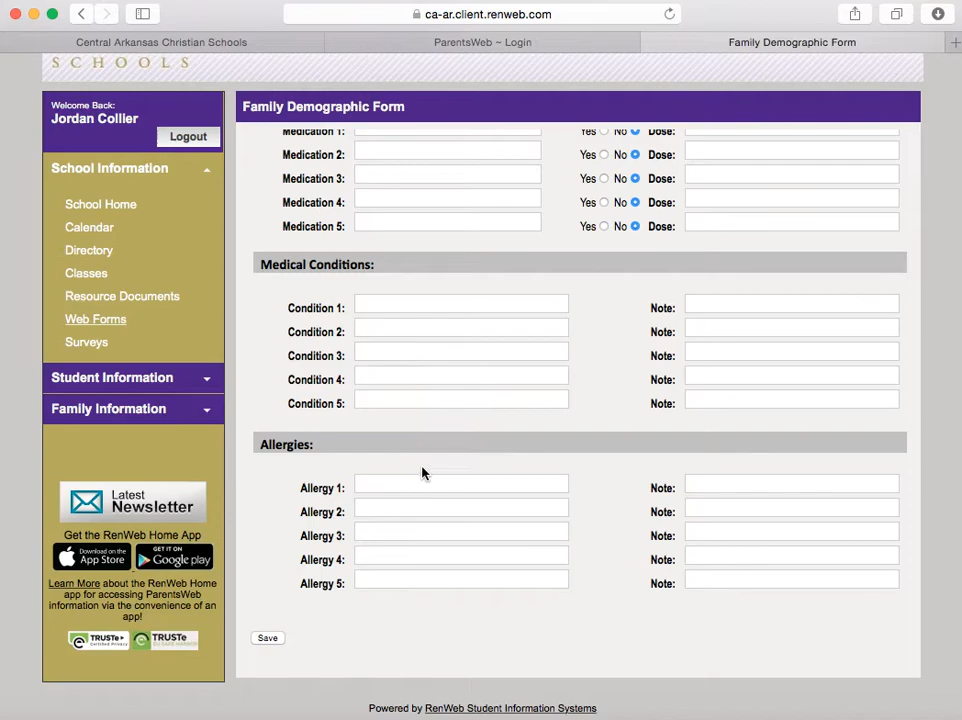 ca-ar.client.renweb.com
Central Arkansas Christian Schools
ParentsWeb ~ Login
Family Demographic Form
SCHOOLS
Welcome Back:
Jordan Collier
Logout
School Information
School Home
Calendar
Directory
Classes
Resource Documents
Web Forms
Surveys
Student Information
Family Information
Latest
Newsletter
Get the RenWeb Home App
Download on the
App Store
GET IT ON
Google play
Learn More about the RenWeb Home
app for accessing ParentsWeb
information via the convenience of an
app!
TRUSTe
Certified Privacy
TRUSTe
EU SAFE HARBOR
Family Demographic Form
Medication 1: Yes No Dose:
Medication 2: Yes No Dose:
Medication 3: Yes No Dose:
Medication 4: Yes No Dose:
Medication 5: Yes No Dose:
Medical Conditions:
Condition 1: Note:
Condition 2: Note:
Condition 3: Note:
Condition 4: Note:
Condition 5: Note:
Allergies:
Allergy 1: Note:
Allergy 2: Note:
Allergy 3: Note:
Allergy 4: Note:
Allergy 5: Note:
Save
Powered by RenWeb Student Information Systems